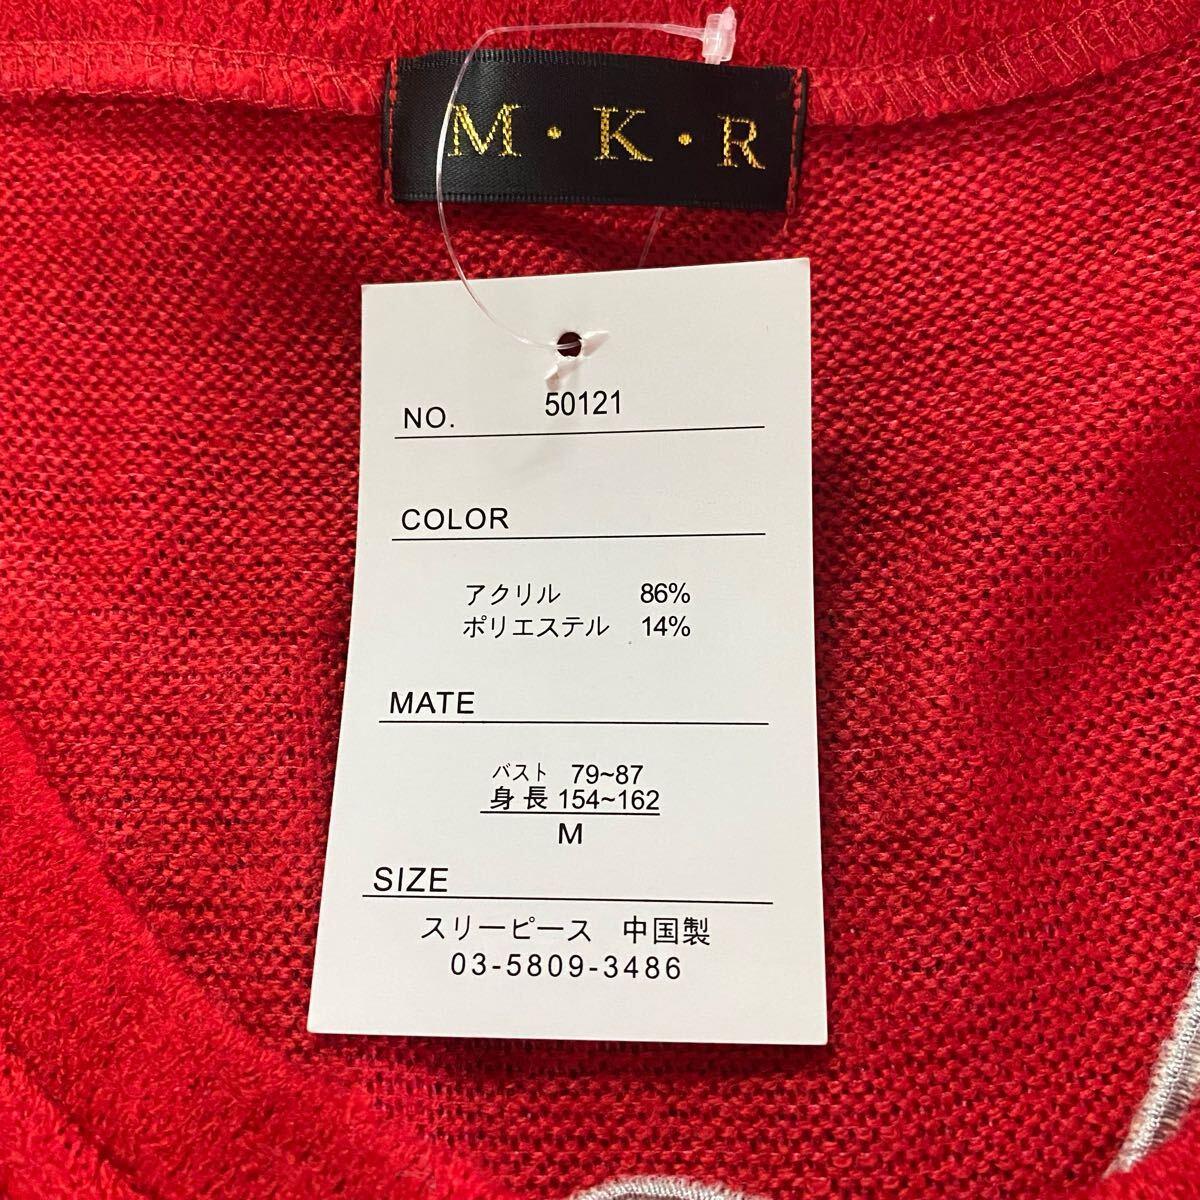 M・K・R
NO. 50121
COLOR
アクリル 86%
ポリエステル 14%
MATE
バスト 79~87
身長 154~162
M
SIZE
スリーピース 中国製
03-5809-3486